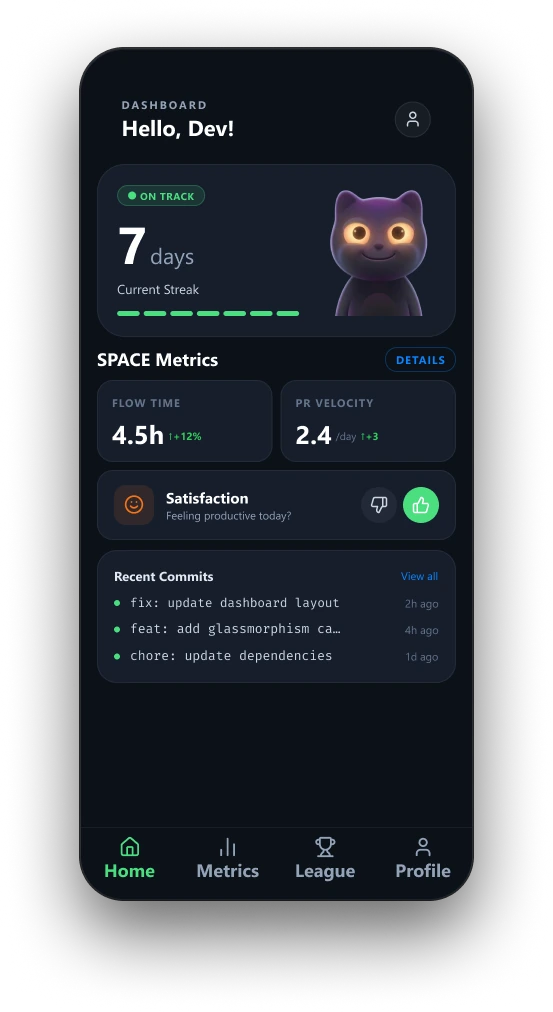 DASHBOARD
Hello, Dev!
ON TRACK
7 days
Current Streak
SPACE Metrics
DETAILS
FLOW TIME
4.5h ↑+12%
PR VELOCITY
2.4 /day ↑+3
Satisfaction
Feeling productive today?
Recent Commits
View all
fix: update dashboard layout
2h ago
feat: add glassmorphism ca…
4h ago
chore: update dependencies
1d ago
Home
Metrics
League
Profile